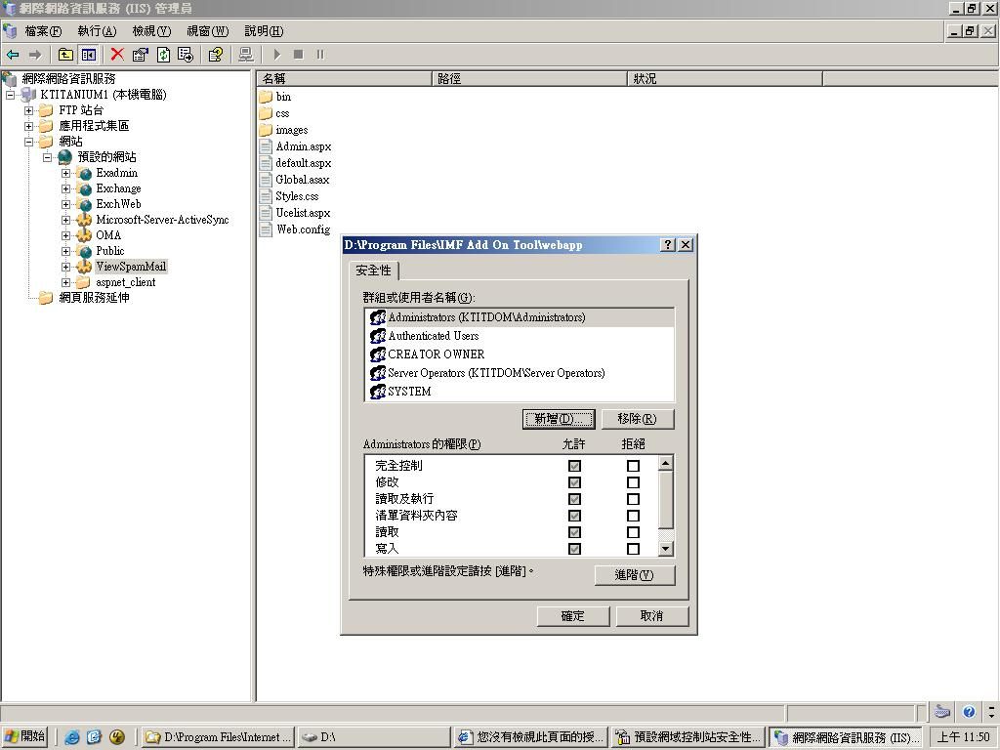 網際網路資訊服務 (IIS) 管理員
檔案(F) 執行(A) 檢視(V) 視窗(W) 說明(H)
網際網路資訊服務
KTITANIUM1 (本機電腦)
FTP 站台
應用程式集區
網站
預設的網站
Exadmin
Exchange
ExchWeb
Microsoft-Server-ActiveSync
OMA
Public
ViewSpamMail
aspnet_client
網頁服務延伸
名稱 路徑 狀況
bin
css
images
Admin.aspx
default.aspx
Global.asax
Styles.css
Ucelist.aspx
Web.config
D:\Program Files\IMF Add On Tool\webapp
安全性
群組或使用者名稱(G):
Administrators (KTITDOM\Administrators)
Authenticated Users
CREATOR OWNER
Server Operators (KTITDOM\Server Operators)
SYSTEM
新增(D)... 移除(R)
Administrators 的權限(P) 允許 拒絕
完全控制
修改
讀取及執行
清單資料夾內容
讀取
寫入
特殊權限或進階設定請按 [進階]。
進階(V)
確定 取消
開始 D:\Program Files\Internet ... D:\ 您沒有檢視此頁面的授... 預設網域控制站安全性... 網際網路資訊服務 (IIS)... 上午 11:50